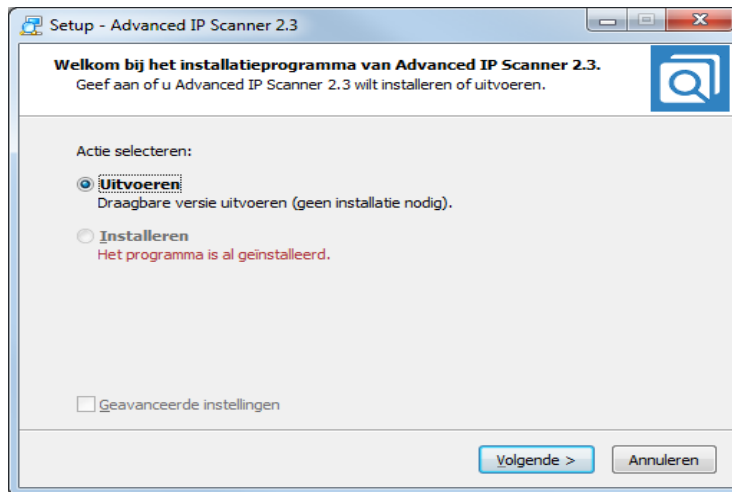 Setup - Advanced IP Scanner 2.3
Welkom bij het installatieprogramma van Advanced IP Scanner 2.3.
Geef aan of u Advanced IP Scanner 2.3 wilt installeren of uitvoeren.
Actie selecteren:
Uitvoeren
Draagbare versie uitvoeren (geen installatie nodig).
Installeren
Het programma is al geïnstalleerd.
Geavanceerde instellingen
Volgende >
Annuleren